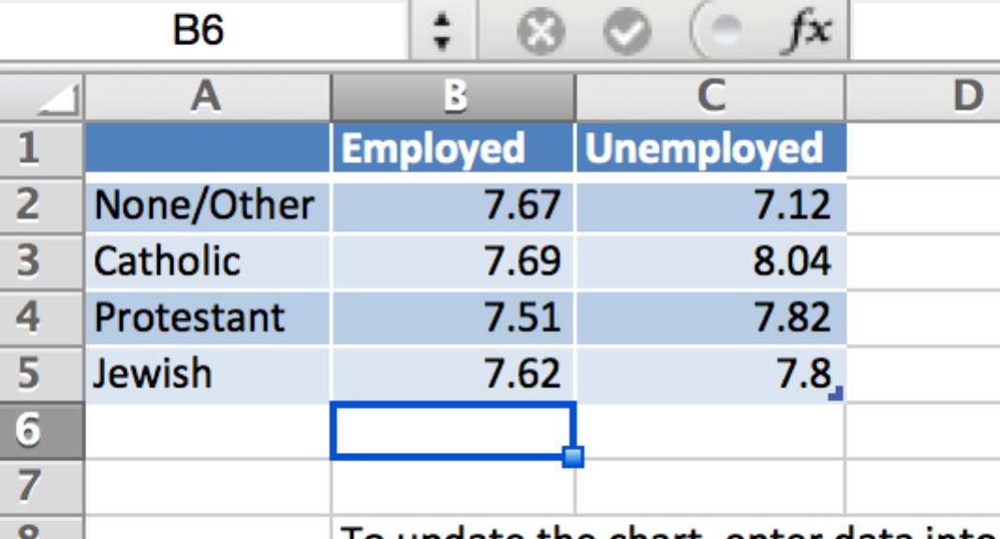 B6 fx
A B C D
1 Employed Unemployed
2 None/Other 7.67 7.12
3 Catholic 7.69 8.04
4 Protestant 7.51 7.82
5 Jewish 7.62 7.8
6
7
8 To update the chart, enter data into